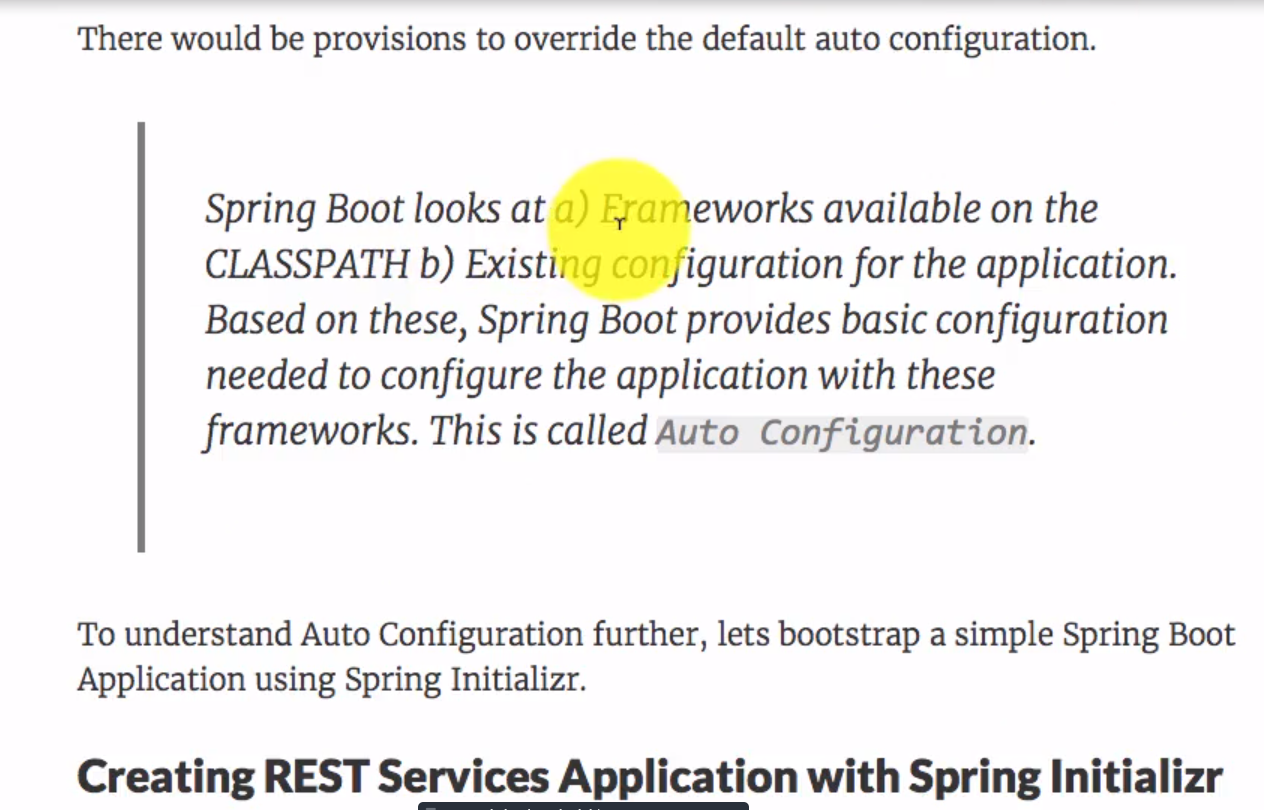 There would be provisions to override the default auto configuration.
Spring Boot looks at a) Frameworks available on the
CLASSPATH b) Existing configuration for the application.
Based on these, Spring Boot provides basic configuration
needed to configure the application with these
frameworks. This is called Auto Configuration.
To understand Auto Configuration further, lets bootstrap a simple Spring Boot
Application using Spring Initializr.
Creating REST Services Application with Spring Initializr